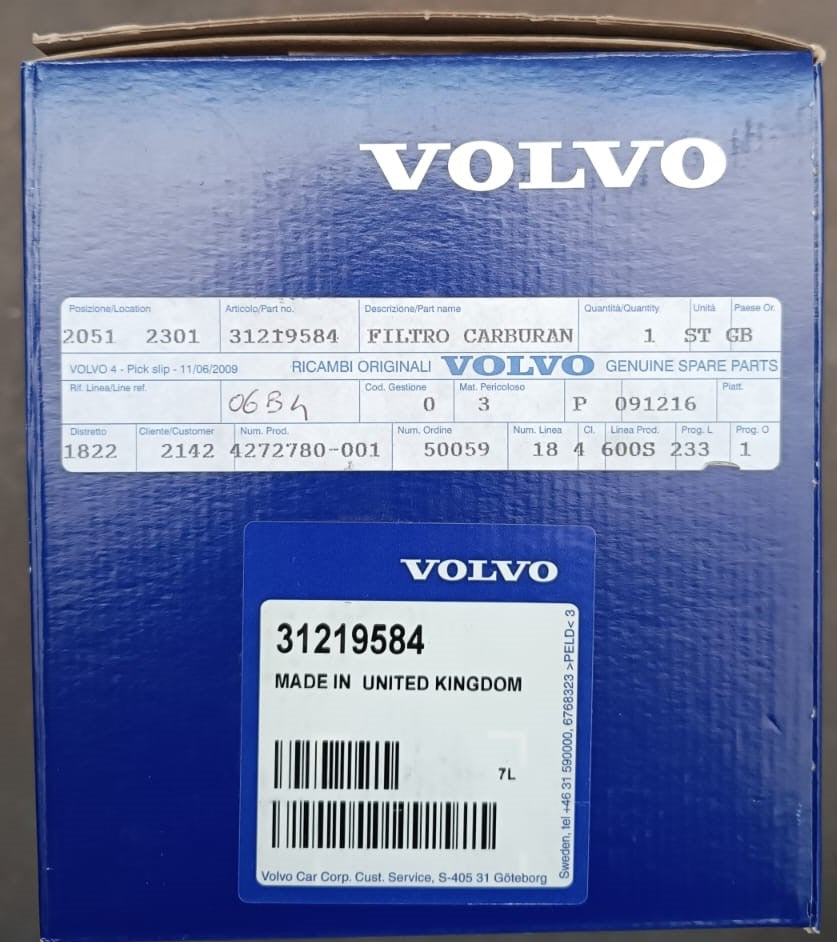 VOLVO
Posizione/Location Articolo/Part no. Descrizione/Part name Quantità/Quantity Unità Paese Or.
2051 2301 31219584 FILTRO CARBURAN 1 ST GB
VOLVO 4 - Pick slip - 11/06/2009 RICAMBI ORIGINALI VOLVO GENUINE SPARE PARTS
Rif. Linea/Line ref. Cod. Gestione Mat. Pericoloso Piatt.
06B4 0 3 P 091216
Distretto Cliente/Customer Num. Prod. Num. Ordine Num. Linea Cl. Linea Prod. Prog. L Prog. O
1822 2142 4272780-001 50059 18 4 600S 233 1
VOLVO
31219584
MADE IN UNITED KINGDOM
7L
Volvo Car Corp. Cust. Service, S-405 31 Göteborg
Sweden, tel +46 31 590000, 6768323 >PELD< 3